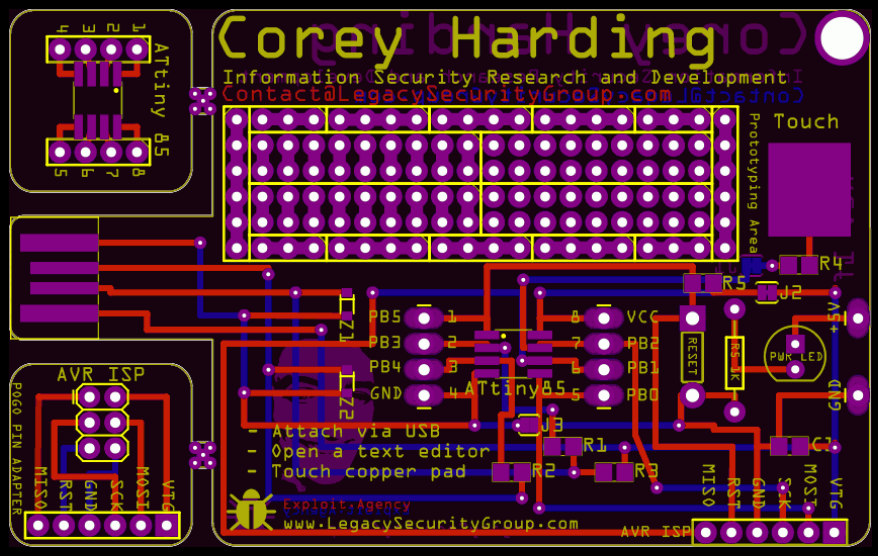 Corey Harding
Information Security Research and Development
Contact@LegacySecurityGroup.com
4 3 2 1
ATtiny 85
5 6 7 8
Prototyping Area
Touch
R4
R5
J2
+5V
PB5 1
8 VCC
PB3 2
7 PB2
PB4 3
6 PB1
GND 4
5 PB0
ATtiny85
Z1
Z2
RESET
PWR LED
GND
AVR ISP
POGO PIN ADAPTER
MISO RST GND SCK MOSI VTG
- Attach via USB
- Open a text editor
- Touch copper pad
J3
R1
R2
R3
C1
Exploit.Agency
www.LegacySecurityGroup.com
MISO RST GND SCK MOSI VTG
AVR ISP